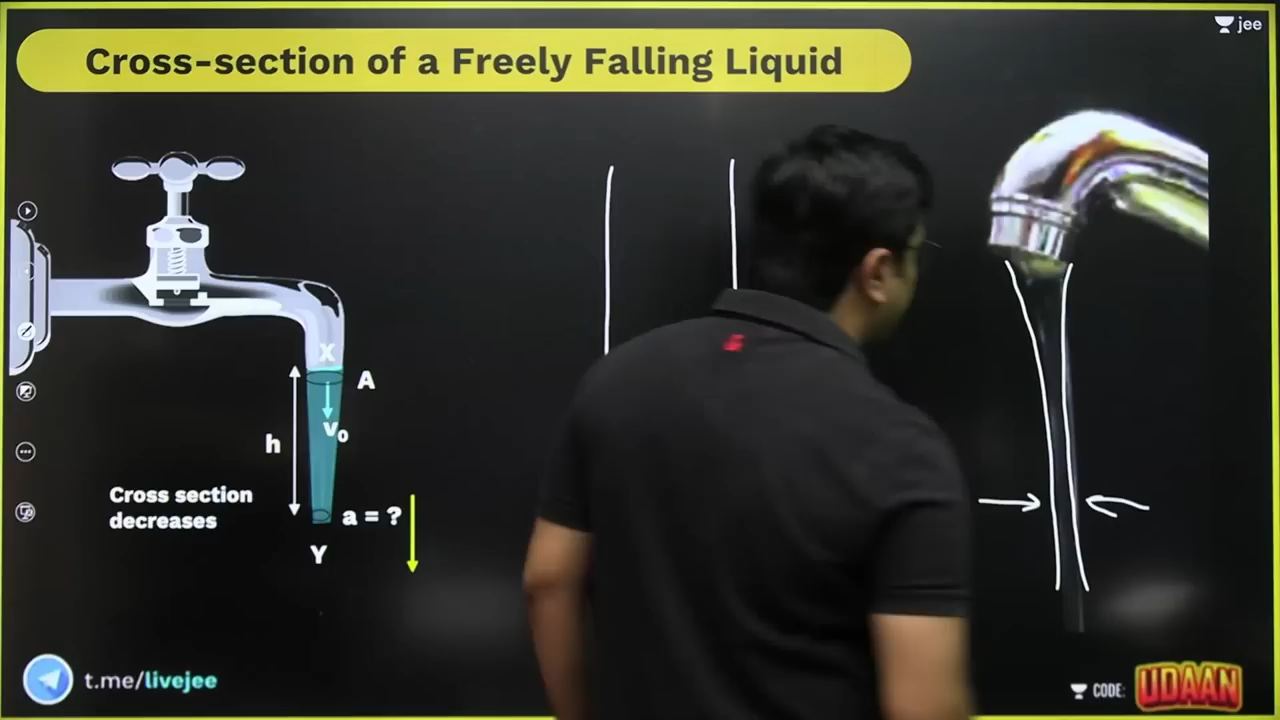 jee
Cross-section of a Freely Falling Liquid
X
A
v₀
h
Cross section
decreases
a = ?
Y
t.me/livejee
CODE: UDAAN